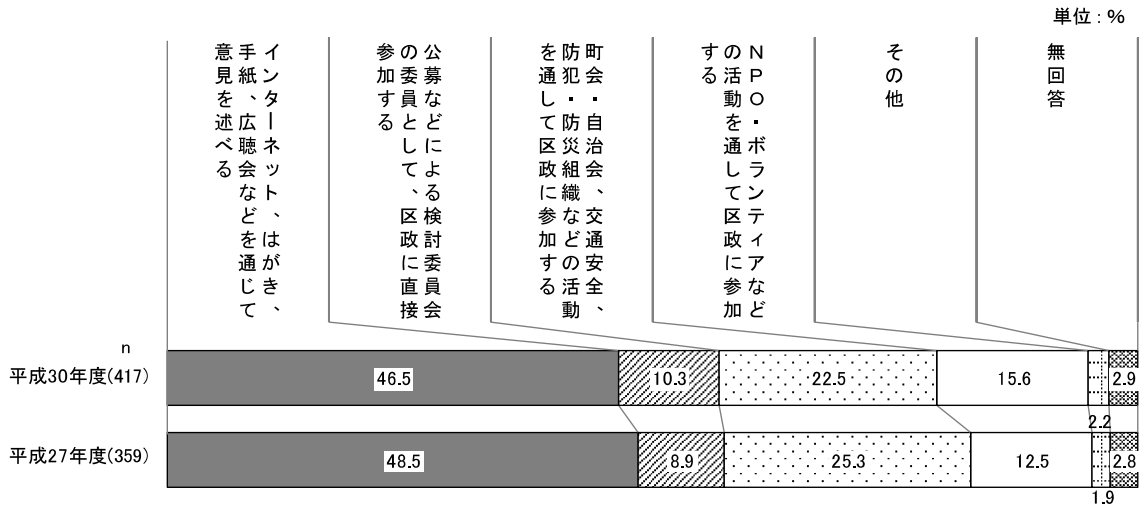 単位：%
インターネット、はがき、
手紙、広聴会などを通じて
意見を述べる
公募などによる検討委員会
の委員として、区政に直接
参加する
町会・自治会、交通安全、
防犯・防災組織などの活動
を通して区政に参加する
NPO・ボランティアなど
の活動を通して区政に参加
する
その他
無回答
n
平成30年度(417)
46.5
10.3
22.5
15.6
2.2
2.9
平成27年度(359)
48.5
8.9
25.3
12.5
1.9
2.8